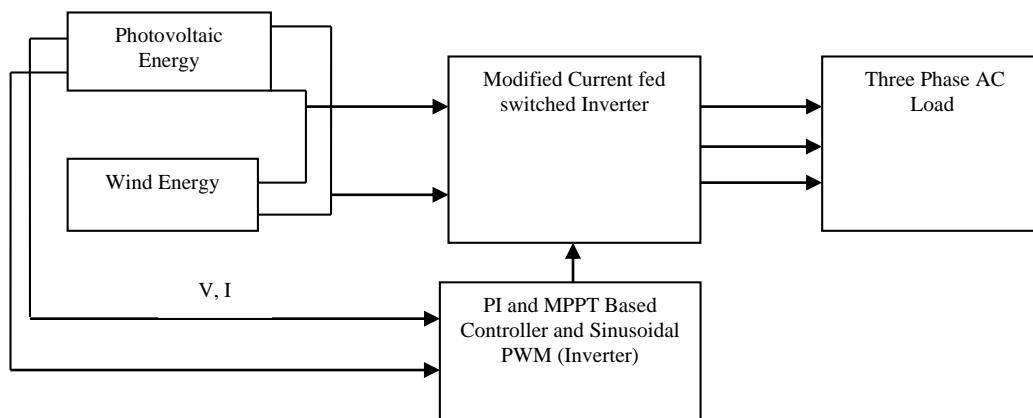 Photovoltaic
Energy
Wind Energy
Modified Current fed
switched Inverter
Three Phase AC
Load
V, I
PI and MPPT Based
Controller and Sinusoidal
PWM (Inverter)